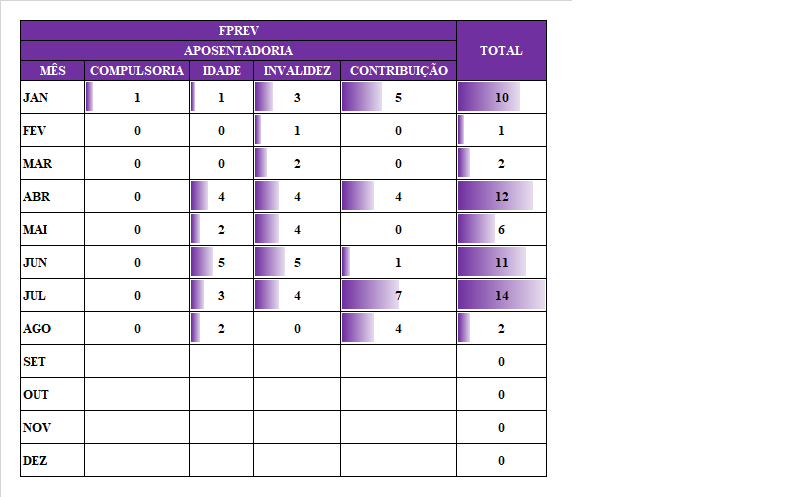 FPREV
APOSENTADORIA TOTAL
MÊS COMPULSORIA IDADE INVALIDEZ CONTRIBUIÇÃO
JAN 1 1 3 5 10
FEV 0 0 1 0 1
MAR 0 0 2 0 2
ABR 0 4 4 4 12
MAI 0 2 4 0 6
JUN 0 5 5 1 11
JUL 0 3 4 7 14
AGO 0 2 0 4 2
SET 0
OUT 0
NOV 0
DEZ 0